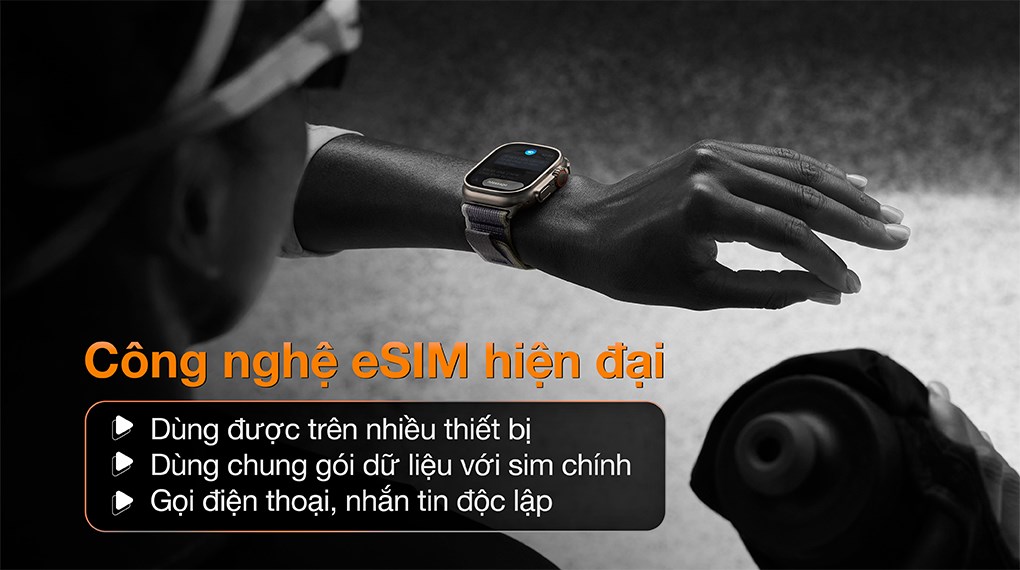 Công nghệ eSIM hiện đại
Dùng được trên nhiều thiết bị
Dùng chung gói dữ liệu với sim chính
Gọi điện thoại, nhắn tin độc lập